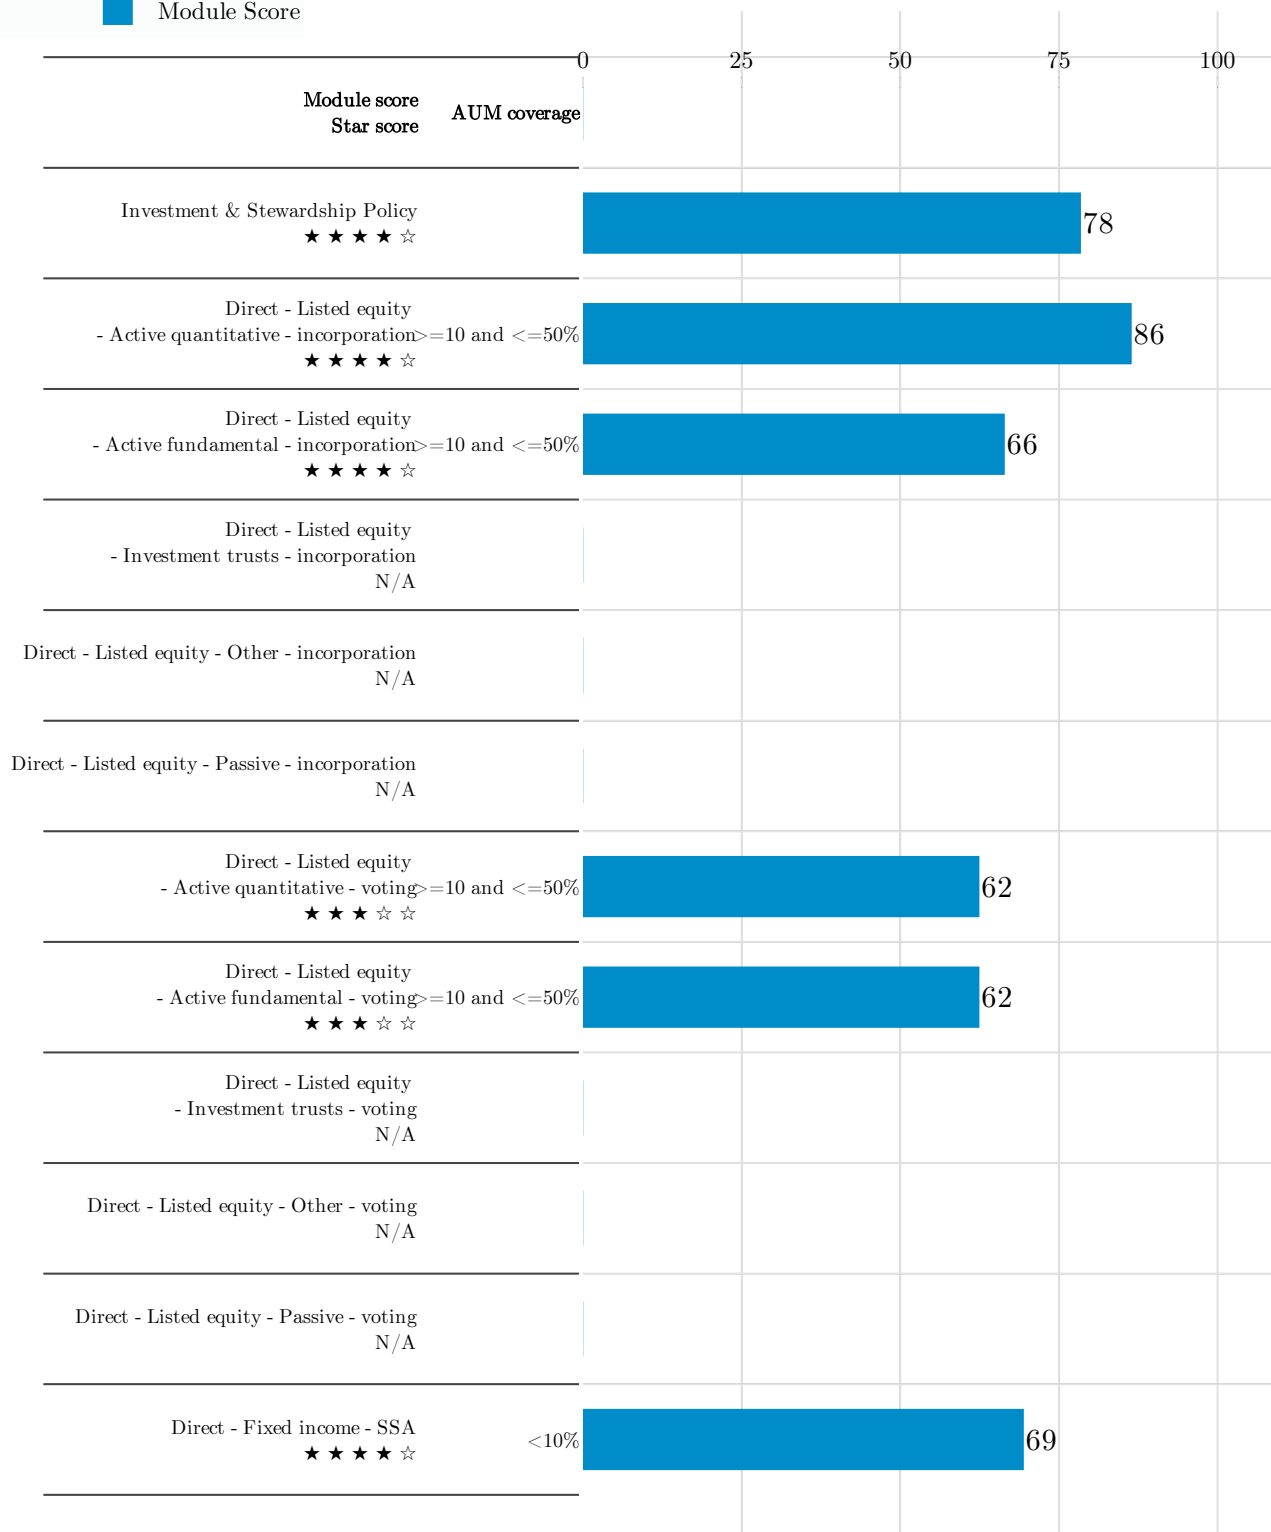 Module Score
0 25 50 75 100
Module score
Star score
AUM coverage
Investment & Stewardship Policy
★ ★ ★ ★ ☆
78
Direct - Listed equity
- Active quantitative - incorporation >=10 and <=50%
★ ★ ★ ★ ☆
86
Direct - Listed equity
- Active fundamental - incorporation >=10 and <=50%
★ ★ ★ ★ ☆
66
Direct - Listed equity
- Investment trusts - incorporation
N/A
Direct - Listed equity - Other - incorporation
N/A
Direct - Listed equity - Passive - incorporation
N/A
Direct - Listed equity
- Active quantitative - voting >=10 and <=50%
★ ★ ★ ☆ ☆
62
Direct - Listed equity
- Active fundamental - voting >=10 and <=50%
★ ★ ★ ☆ ☆
62
Direct - Listed equity
- Investment trusts - voting
N/A
Direct - Listed equity - Other - voting
N/A
Direct - Listed equity - Passive - voting
N/A
Direct - Fixed income - SSA
★ ★ ★ ★ ☆
<10%
69